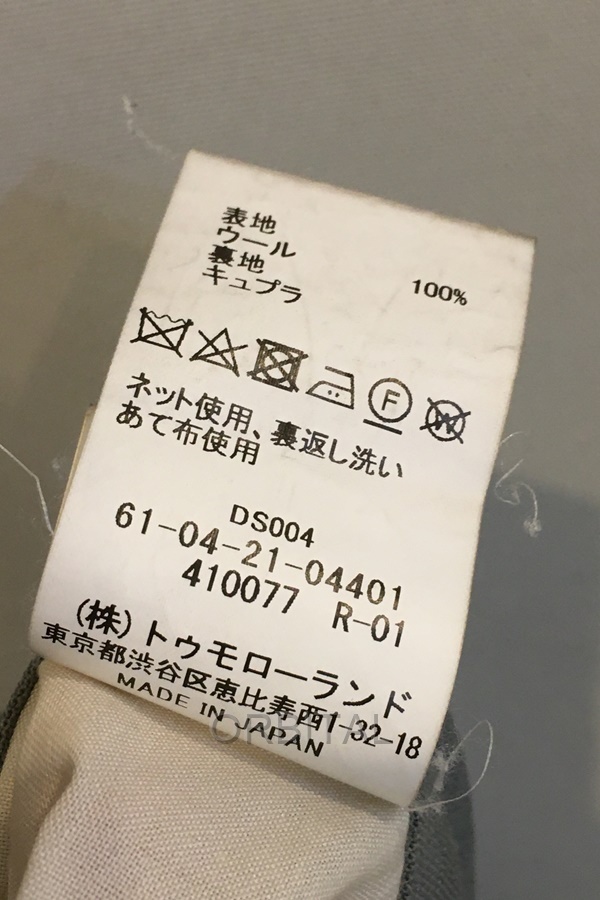 表地
ウール
裏地
キュプラ 100%
F W
ネット使用、裏返し洗い
あて布使用
DS004
61-04-21-04401
410077 R-01
(株)トゥモローランド
東京都渋谷区恵比寿西1-32-18
MADE IN JAPAN
ORBITAL